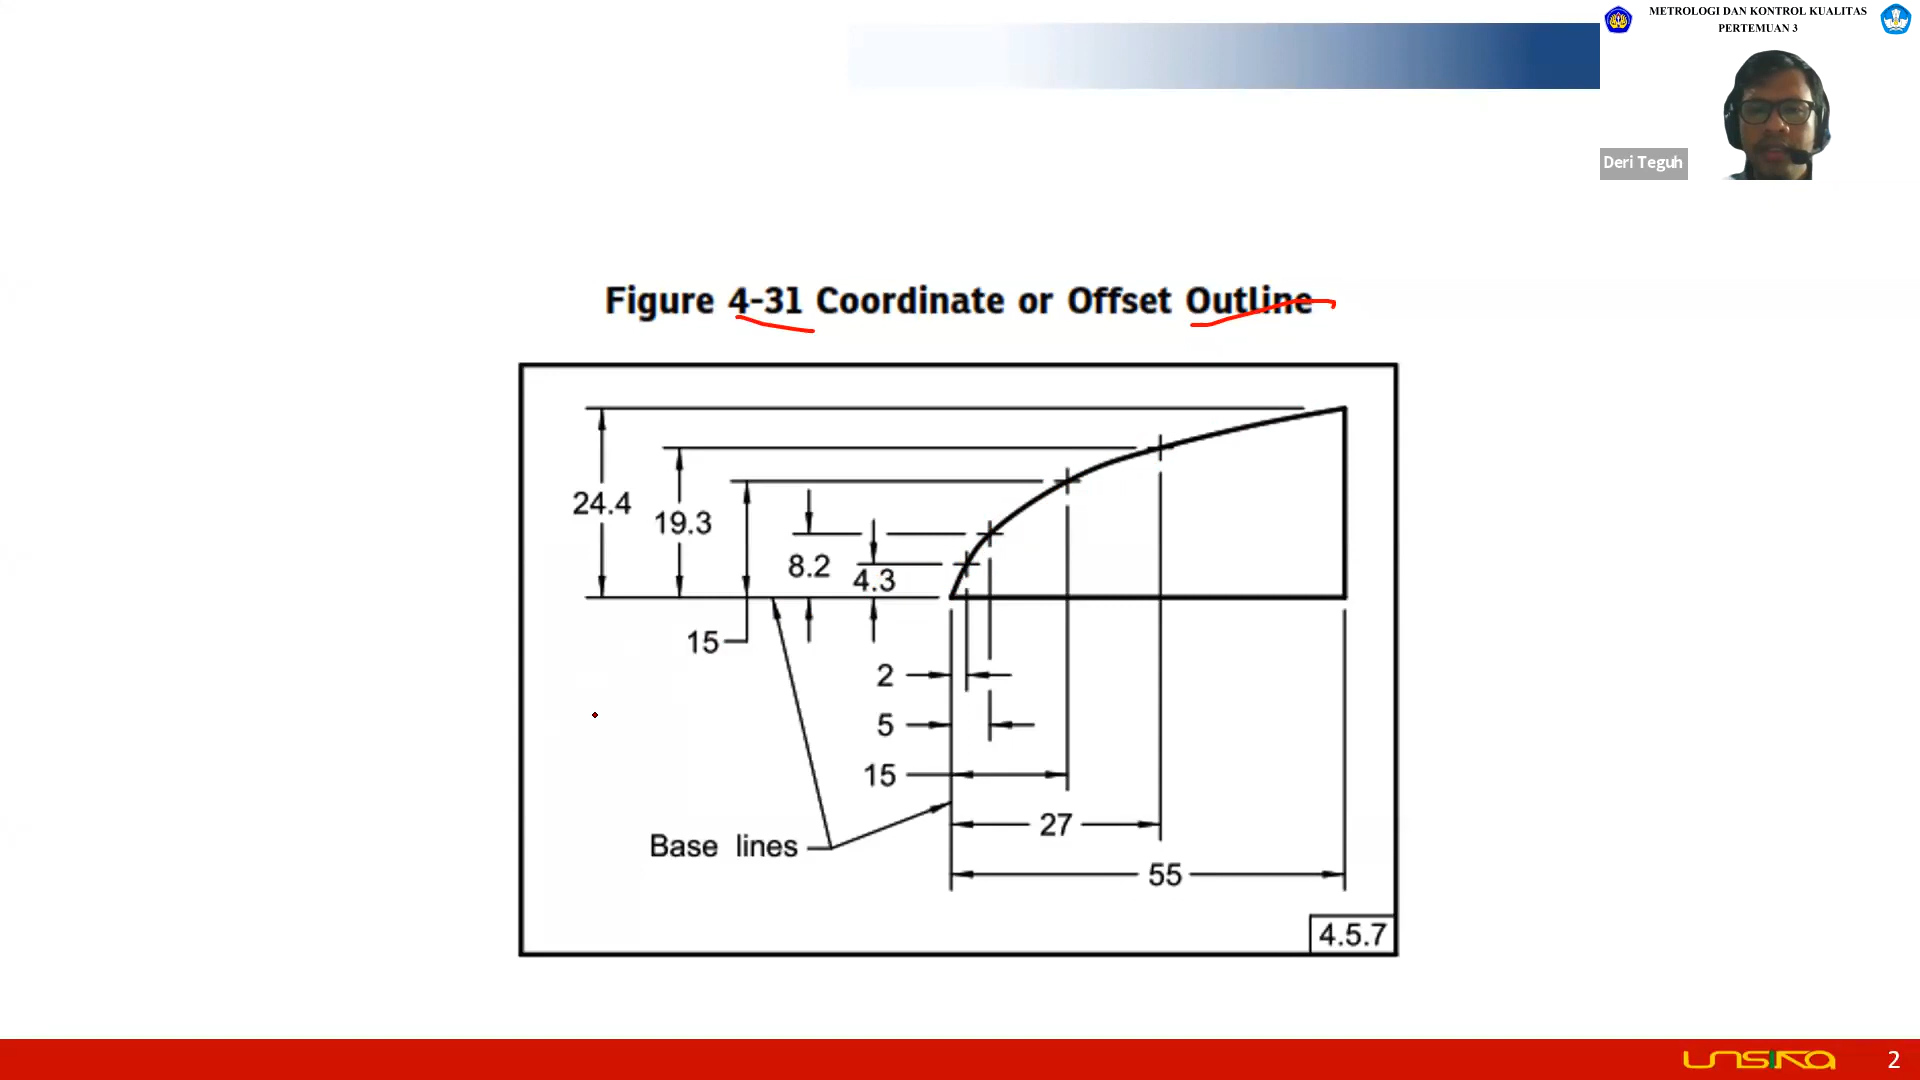 METROLOGI DAN KONTROL KUALITAS
PERTEMUAN 3
Deri Teguh
Figure 4-31 Coordinate or Offset Outline
24.4
19.3
8.2
4.3
15
2
5
15
27
Base lines
55
4.5.7
UNSIKA
2